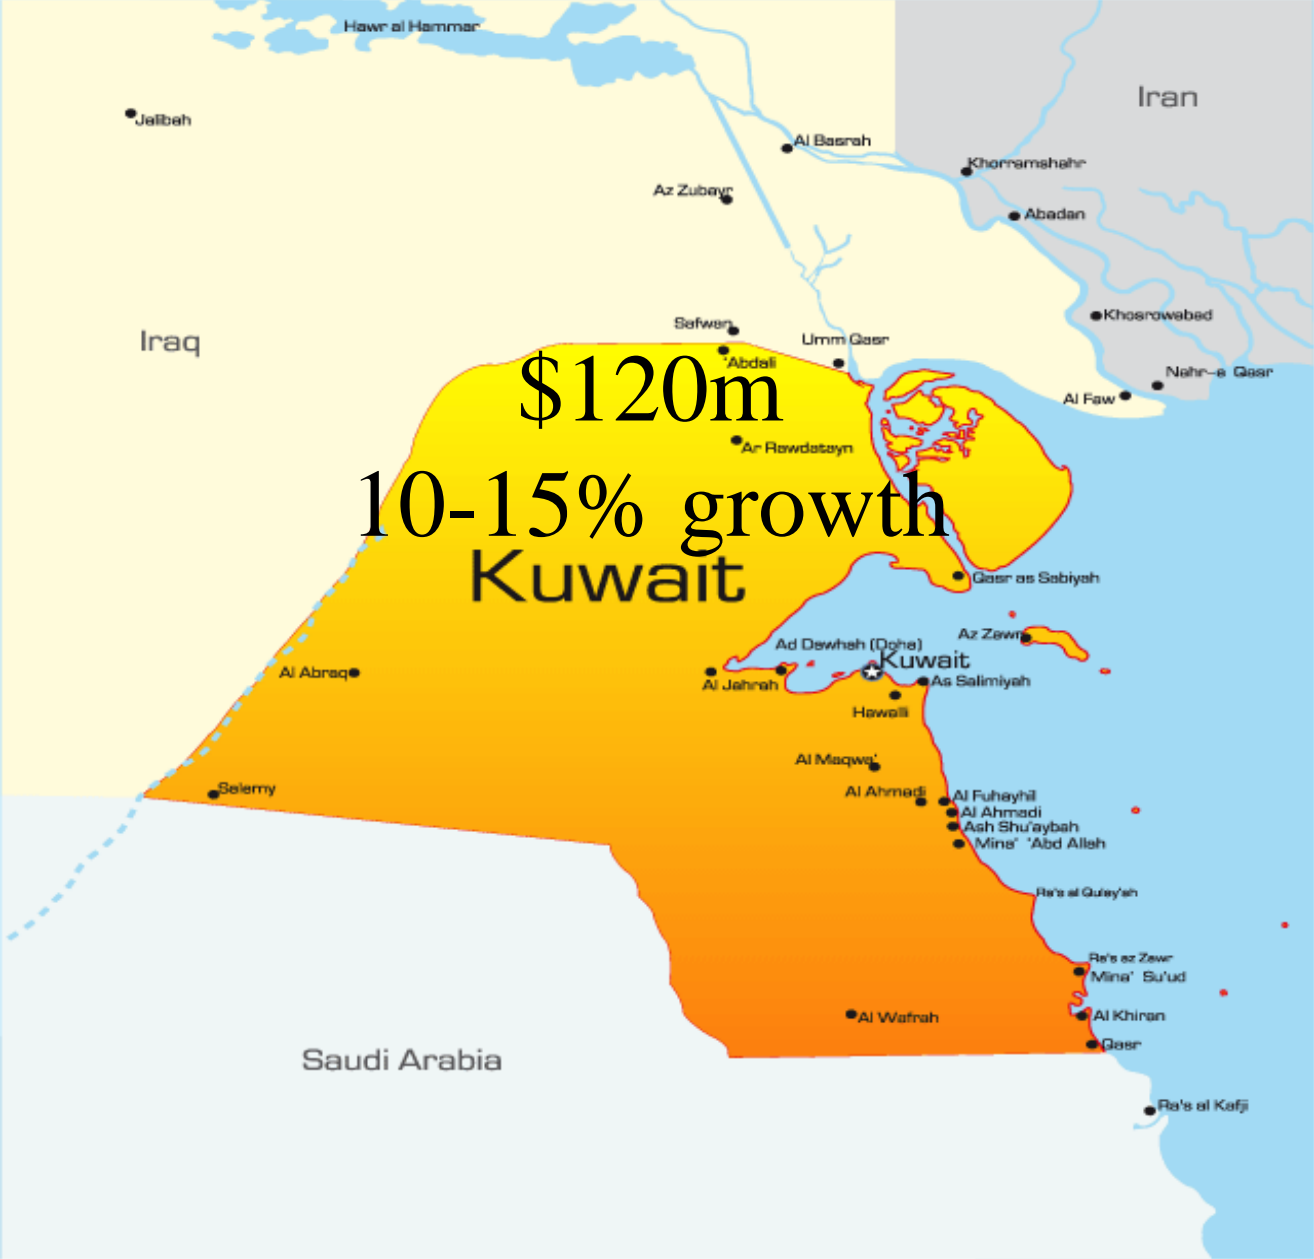 Hawr al Hammar
Iran
Jalibah
Al Basrah
Khorramshahr
Az Zubayr
Abadan
Khosrowabad
Safwan
Iraq
Umm Qasr
'Abdali
Nahr-e Qasr
$120m
Al Faw
Ar Rawdatayn
10-15% growth
Kuwait
Qasr as Sabiyah
Az Zawr
Ad Dawhah (Doha)
Kuwait
Al Abraq
Al Jahrah
As Salimiyah
Hawalli
Al Maqwa'
Salemy
Al Ahmadi
Al Fuhayhil
Al Ahmadi
Ash Shu'aybah
Mina' 'Abd Allah
Ra's al Qulay'ah
Ra's az Zawr
Mina' Su'ud
Al Wafrah
Al Khiran
Qasr
Saudi Arabia
Ra's al Kafji